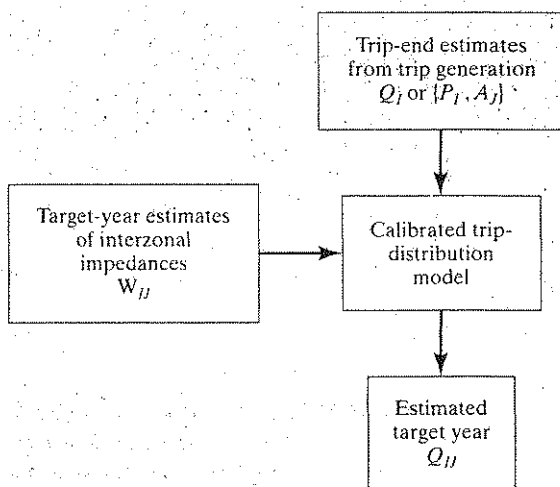 Trip-end estimates
from trip generation
Q_I or {P_I, A_J}
Target-year estimates
of interzonal
impedances
W_IJ
Calibrated trip-
distribution
model
Estimated
target year
Q_IJ